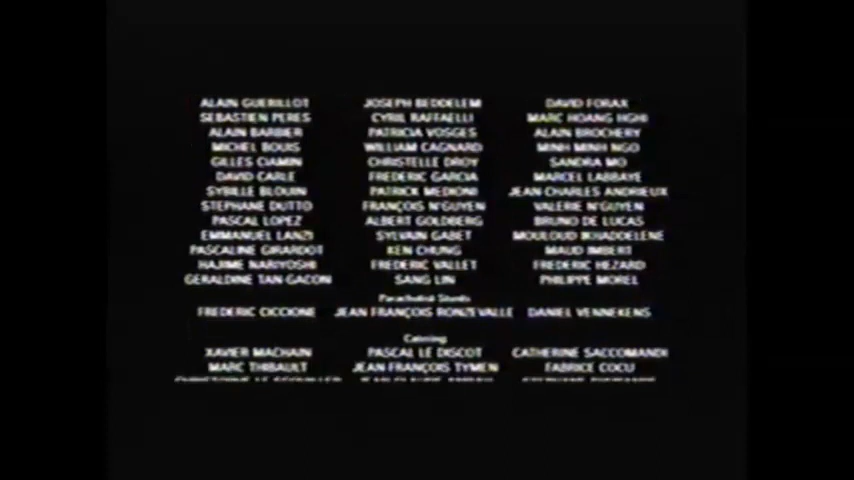 ALAIN GUERILLOT JOSEPH BEDDELEM DAVID FORAX
SEBASTIEN PERES CYRIL RAFFAELLI MARC HOANG NGHI
ALAIN BARBIER PATRICIA VOSGES ALAIN BROCHERY
MICHEL BOUIS WILLIAM CAGNARD MINH MINH NGO
GILLES CIAMIN CHRISTELLE DROY SANDRA MO
DAVID CARLE FREDERIC GARCIA MARCEL LABBAYE
SYBILLE BLOUIN PATRICK MEDIONI JEAN CHARLES ANDRIEUX
STEPHANE DUTTO FRANÇOIS N'GUYEN VALERIE N'GUYEN
PASCAL LOPEZ ALBERT GOLDBERG BRUNO DE LUCAS
EMMANUEL LANZI SYLVAIN GABET MOULOUD IKHADDELENE
PASCALINE GIRARDOT KEN CHUNG MAUD IMBERT
HAJIME NARIYOSHI FREDERIC VALLET FREDERIC HEZARD
GERALDINE TAN GACON SANG LIN PHILIPPE MOREL
Parachutist Stunts
FREDERIC CICCIONE JEAN FRANÇOIS RONZEVALLE DANIEL VENNEKENS
Catering
XAVIER MACHAIN PASCAL LE DISCOT CATHERINE SACCOMANDI
MARC THIBAULT JEAN FRANÇOIS TYMEN FABRICE COCU